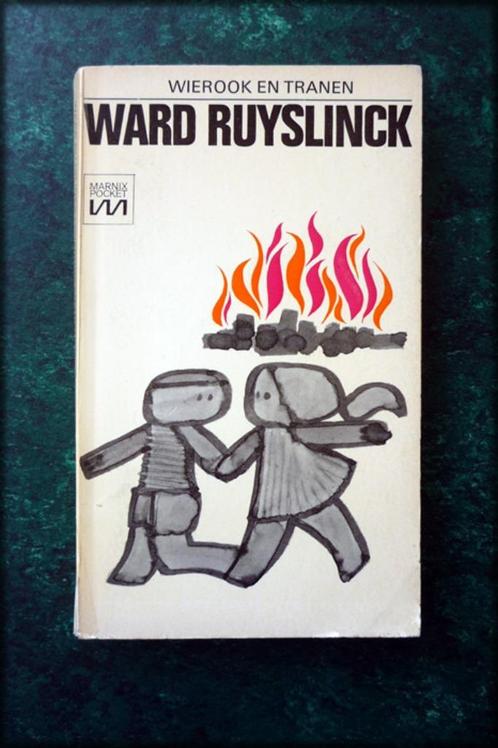 WIEROOK EN TRANEN
WARD RUYSLINCK
MARNIX
POCKET